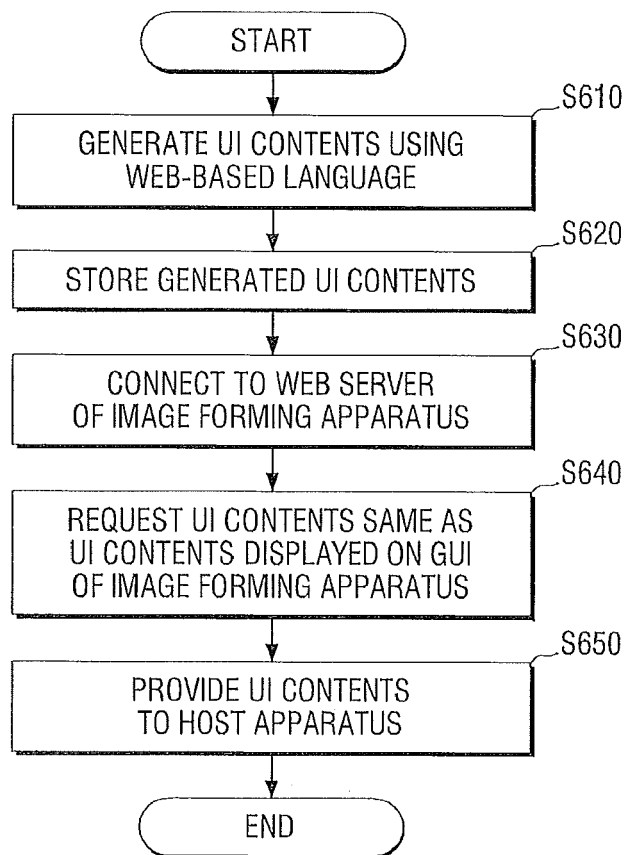 START
S610
GENERATE UI CONTENTS USING
WEB-BASED LANGUAGE
S620
STORE GENERATED UI CONTENTS
S630
CONNECT TO WEB SERVER
OF IMAGE FORMING APPARATUS
S640
REQUEST UI CONTENTS SAME AS
UI CONTENTS DISPLAYED ON GUI
OF IMAGE FORMING APPARATUS
S650
PROVIDE UI CONTENTS
TO HOST APPARATUS
END